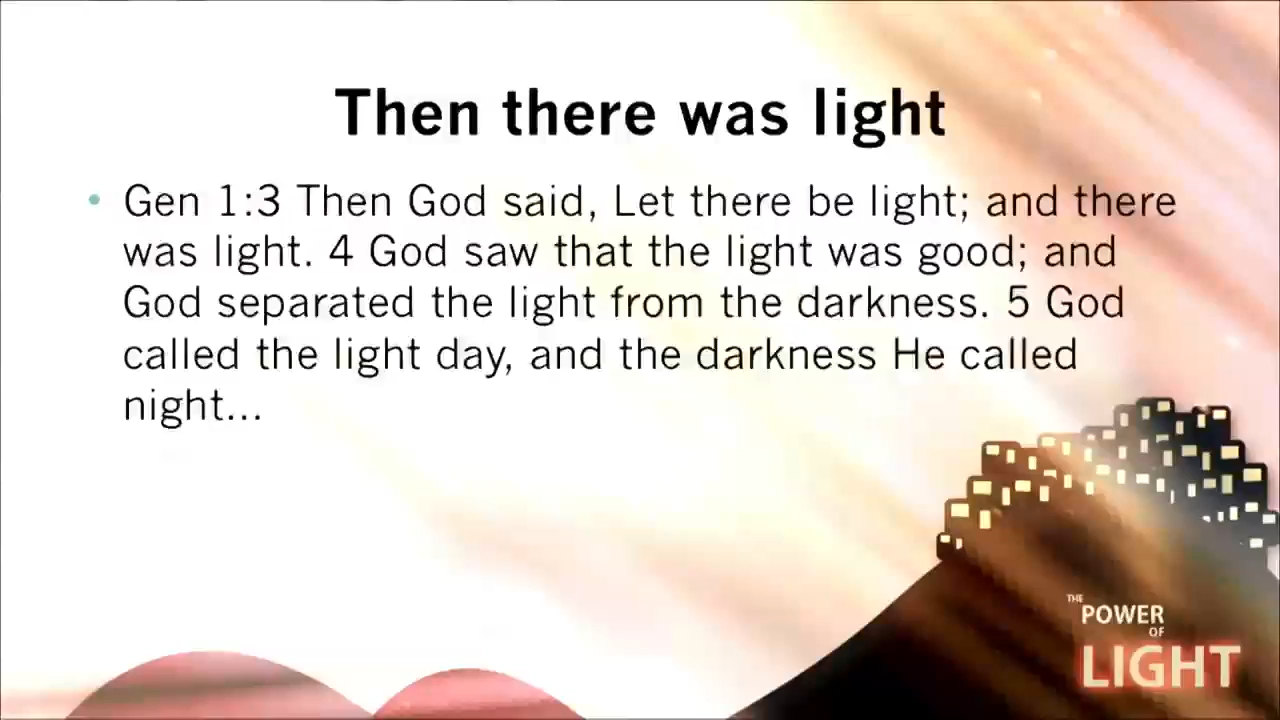 Then there was light
• Gen 1:3 Then God said, Let there be light; and there
was light. 4 God saw that the light was good; and
God separated the light from the darkness. 5 God
called the light day, and the darkness He called
night...
THE
POWER
OF
LIGHT